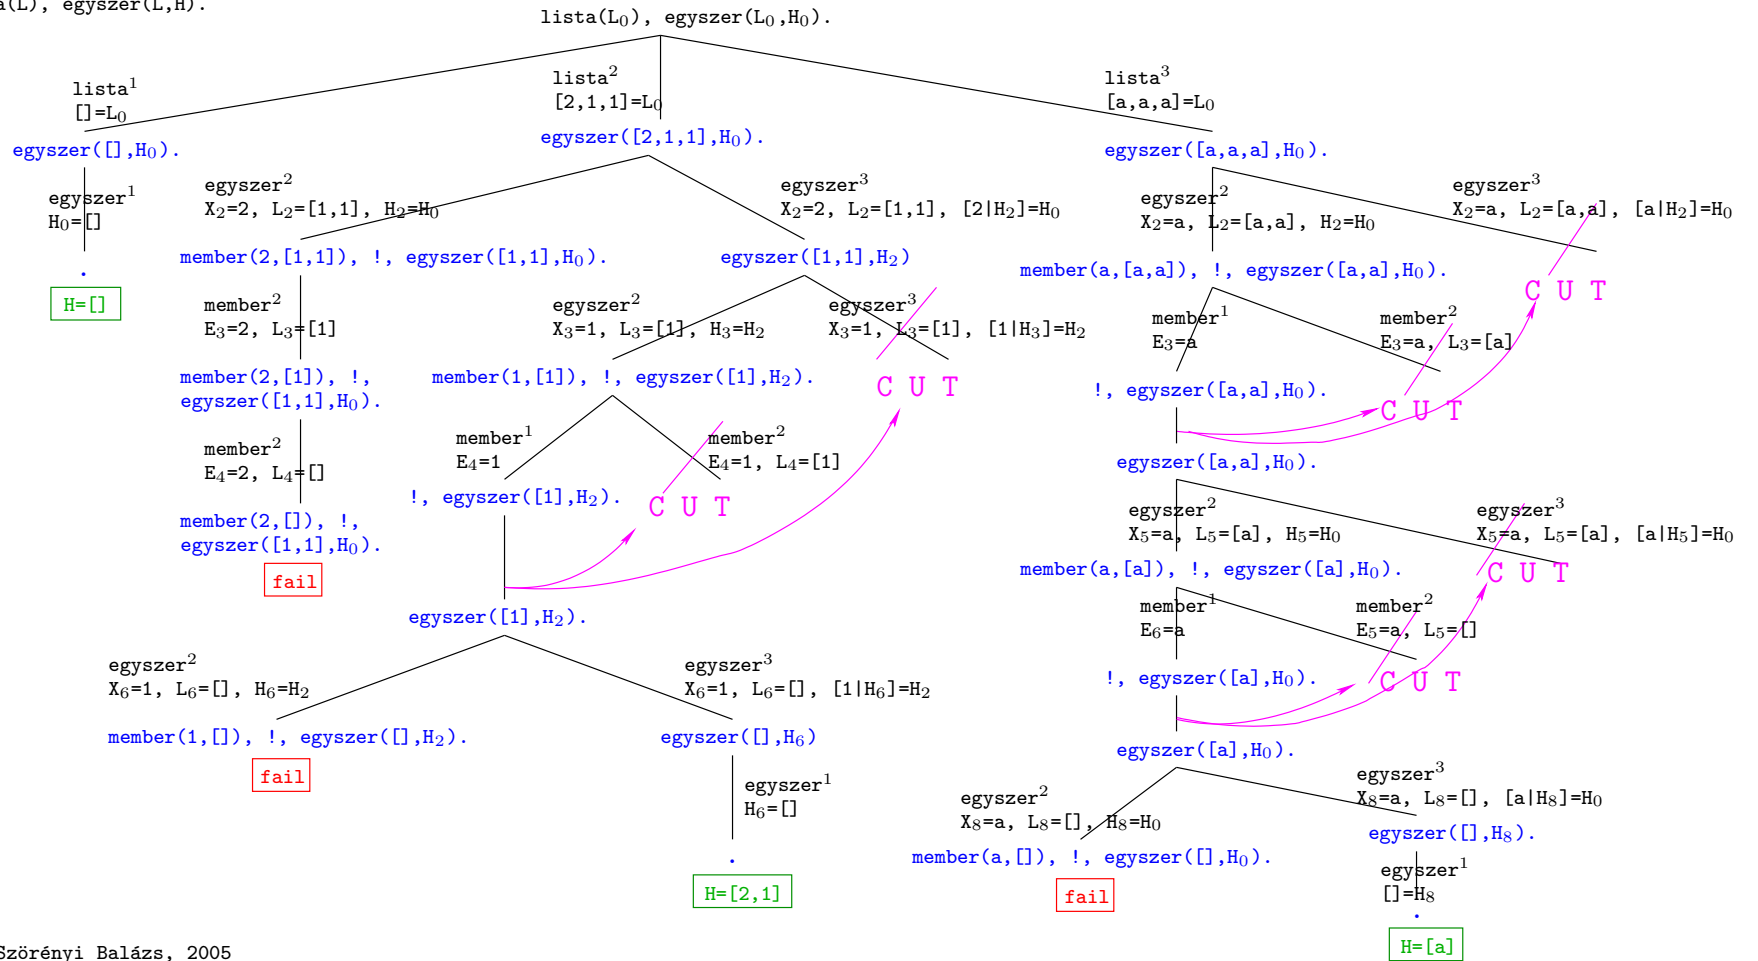 a(L), egyszer(L,H).
lista(L0), egyszer(L0,H0).
lista1
[]=L0
lista2
[2,1,1]=L0
lista3
[a,a,a]=L0
egyszer([],H0).
egyszer([2,1,1],H0).
egyszer([a,a,a],H0).
egyszer1
H0=[]
.
H=[]
egyszer2
X2=2, L2=[1,1], H2=H0
egyszer3
X2=2, L2=[1,1], [2|H2]=H0
member(2,[1,1]), !, egyszer([1,1],H0).
egyszer([1,1],H2)
member2
E3=2, L3=[1]
member(2,[1]), !,
egyszer([1,1],H0).
member2
E4=2, L4=[]
member(2,[]), !,
egyszer([1,1],H0).
fail
egyszer2
X3=1, L3=[1], H3=H2
egyszer3
X3=1, L3=[1], [1|H3]=H2
member(1,[1]), !, egyszer([1],H2).
C U T
member1
E4=1
member2
E4=1, L4=[1]
!, egyszer([1],H2).
C U T
egyszer([1],H2).
egyszer2
X6=1, L6=[], H6=H2
egyszer3
X6=1, L6=[], [1|H6]=H2
member(1,[]), !, egyszer([],H2).
fail
egyszer([],H6)
egyszer1
H6=[]
.
H=[2,1]
egyszer2
X2=a, L2=[a,a], H2=H0
egyszer3
X2=a, L2=[a,a], [a|H2]=H0
member(a,[a,a]), !, egyszer([a,a],H0).
C U T
member1
E3=a
member2
E3=a, L3=[a]
!, egyszer([a,a],H0).
C U T
egyszer([a,a],H0).
egyszer2
X5=a, L5=[a], H5=H0
egyszer3
X5=a, L5=[a], [a|H5]=H0
member(a,[a]), !, egyszer([a],H0).
C U T
member1
E6=a
member2
E5=a, L5=[]
!, egyszer([a],H0).
C U T
egyszer([a],H0).
egyszer2
X8=a, L8=[], H8=H0
egyszer3
X8=a, L8=[], [a|H8]=H0
member(a,[]), !, egyszer([],H0).
fail
egyszer([],H8).
egyszer1
[]=H8
.
H=[a]
Szörényi Balázs, 2005